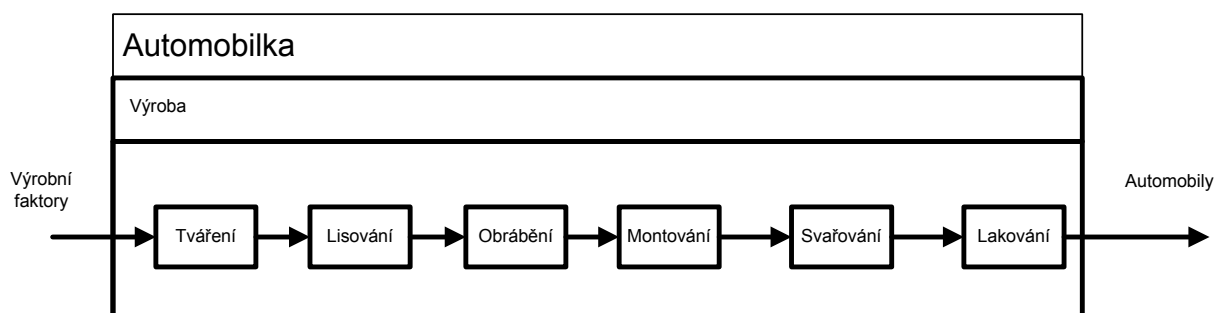 Automobilka
Výroba
Výrobní
faktory
Automobily
Tváření
Lisování
Obrábění
Montování
Svařování
Lakování